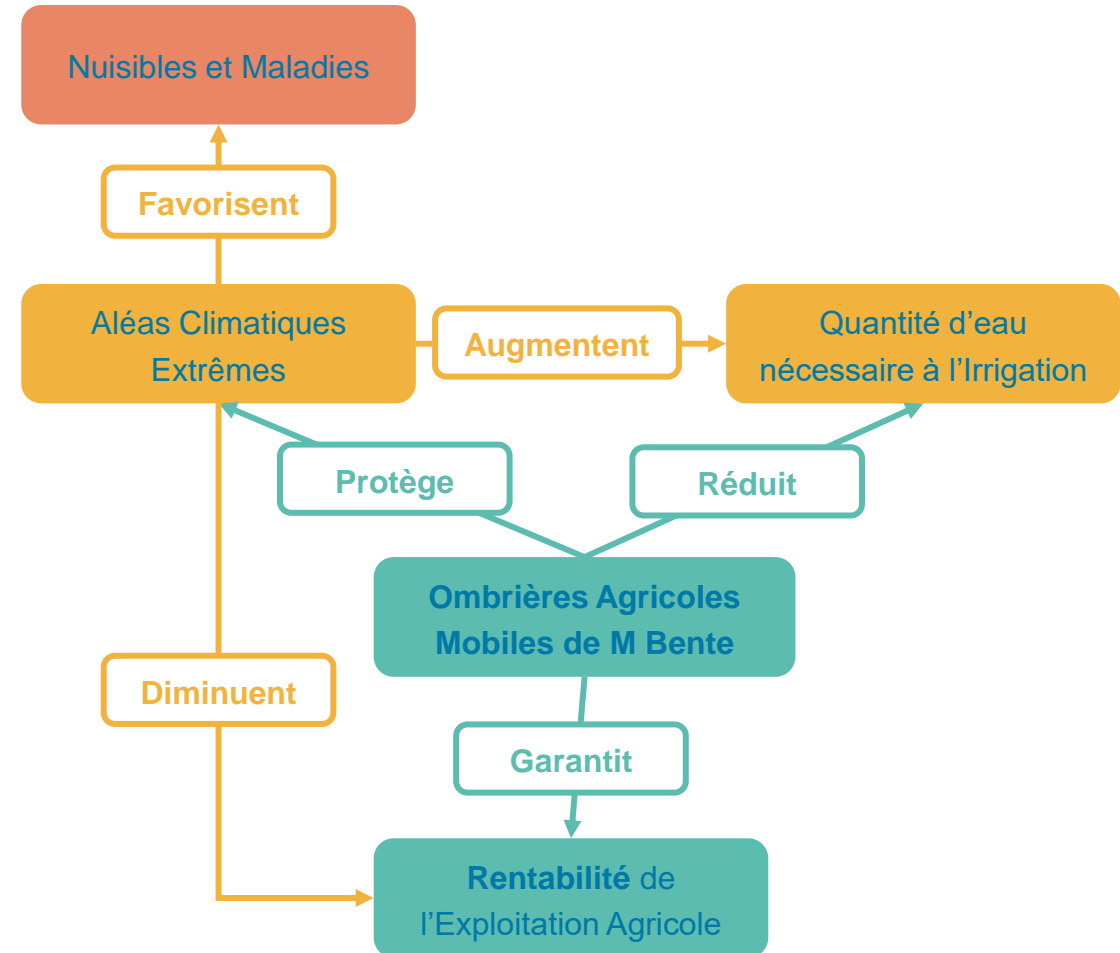 Nuisibles et Maladies
Favorisent
Aléas Climatiques
Extrêmes
Augmentent
Quantité d’eau
nécessaire à l’Irrigation
Protège
Réduit
Ombrières Agricoles
Mobiles de M Bente
Diminuent
Garantit
Rentabilité de
l’Exploitation Agricole